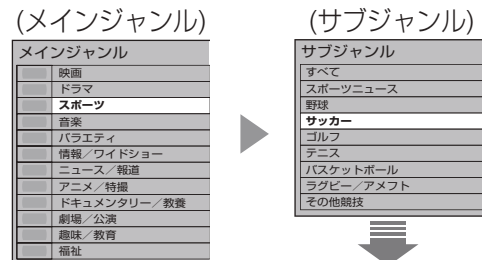 (メインジャンル)
メインジャンル
映画
ドラマ
スポーツ
音楽
バラエティ
情報／ワイドショー
ニュース／報道
アニメ／特撮
ドキュメンタリー／教養
劇場／公演
趣味／教育
福祉
(サブジャンル)
サブジャンル
すべて
スポーツニュース
野球
サッカー
ゴルフ
テニス
バスケットボール
ラグビー／アメフト
その他競技